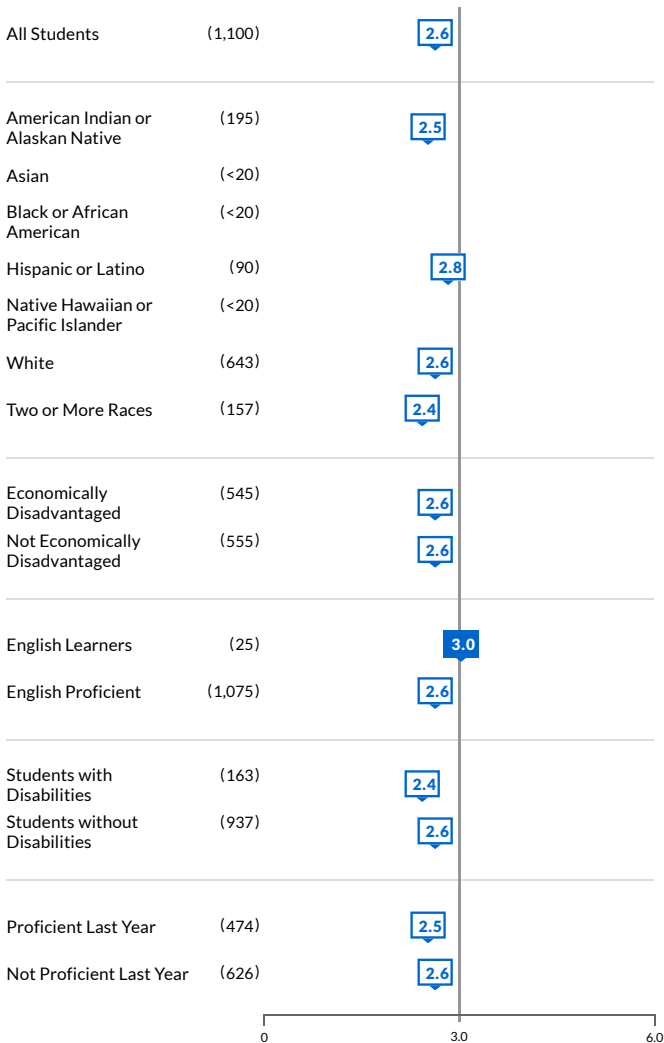 All Students (1,100) 2.6
American Indian or
Alaskan Native (195) 2.5
Asian (<20)
Black or African
American (<20)
Hispanic or Latino (90) 2.8
Native Hawaiian or
Pacific Islander (<20)
White (643) 2.6
Two or More Races (157) 2.4
Economically
Disadvantaged (545) 2.6
Not Economically
Disadvantaged (555) 2.6
English Learners (25) 3.0
English Proficient (1,075) 2.6
Students with
Disabilities (163) 2.4
Students without
Disabilities (937) 2.6
Proficient Last Year (474) 2.5
Not Proficient Last Year (626) 2.6
0 3.0 6.0